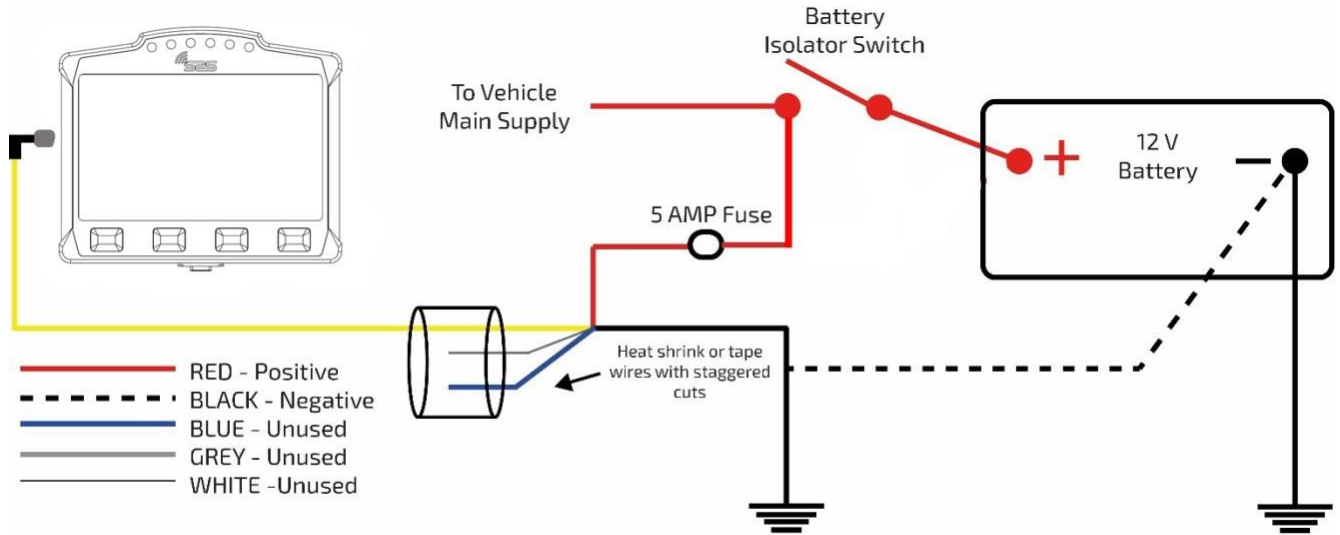 Battery
Isolator Switch
To Vehicle
Main Supply
12 V
Battery
5 AMP Fuse
Heat shrink or tape
wires with staggered
cuts
RED - Positive
BLACK - Negative
BLUE - Unused
GREY - Unused
WHITE -Unused